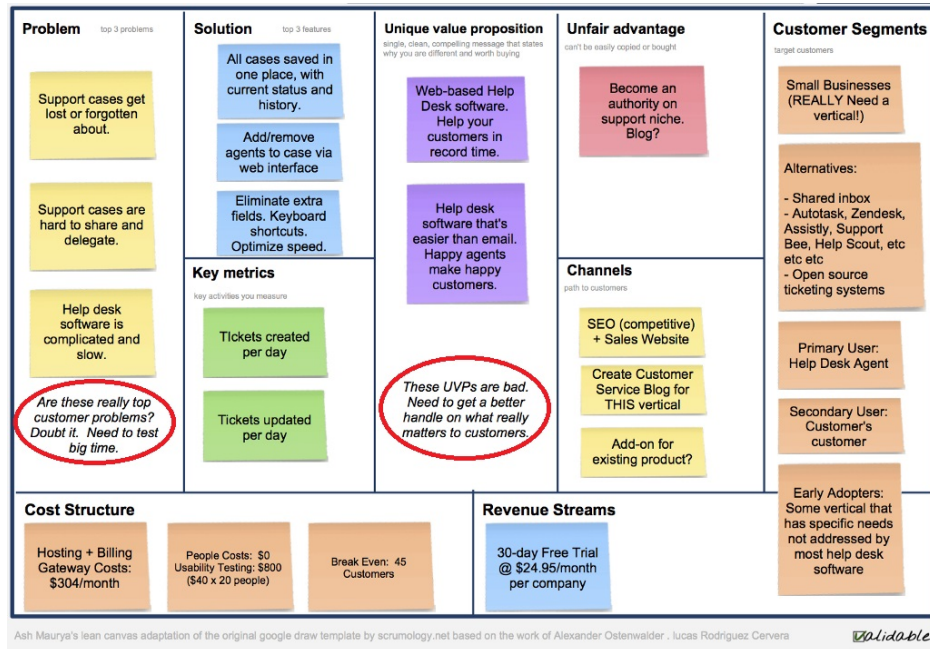 Problem
top 3 problems
Support cases get
lost or forgotten
about.
Support cases are
hard to share and
delegate.
Help desk
software is
complicated and
slow.
Are these really top
customer problems?
Doubt it. Need to test
big time.
Solution
top 3 features
All cases saved in
one place, with
current status and
history.
Add/remove
agents to case via
web interface
Eliminate extra
fields. Keyboard
shortcuts.
Optimize speed.
Key metrics
key activities you measure
TIckets created
per day
Tickets updated
per day
Unique value proposition
single, clean, compelling message that states
why you are different and worth buying
Web-based Help
Desk software.
Help your
customers in
record time.
Help desk
software that's
easier than email.
Happy agents
make happy
customers.
These UVPs are bad.
Need to get a better
handle on what really
matters to customers.
Unfair advantage
can't be easily copied or bought
Become an
authority on
support niche.
Blog?
Channels
path to customers
SEO (competitive)
+ Sales Website
Create Customer
Service Blog for
THIS vertical
Add-on for
existing product?
Customer Segments
target customers
Small Businesses
(REALLY Need a
vertical!)
Alternatives:
- Shared inbox
- Autotask, Zendesk,
Assistly, Support
Bee, Help Scout, etc
etc etc
- Open source
ticketing systems
Primary User:
Help Desk Agent
Secondary User:
Customer's
customer
Early Adopters:
Some vertical that
has specific needs
not addressed by
most help desk
software
Cost Structure
Hosting + Billing
Gateway Costs:
$304/month
People Costs: $0
Usability Testing: $800
($40 x 20 people)
Break Even: 45
Customers
Revenue Streams
30-day Free Trial
@ $24.95/month
per company
Ash Maurya's lean canvas adaptation of the original google draw template by scrumology.net based on the work of Alexander Ostenwalder . lucas Rodriguez Cervera
Validable